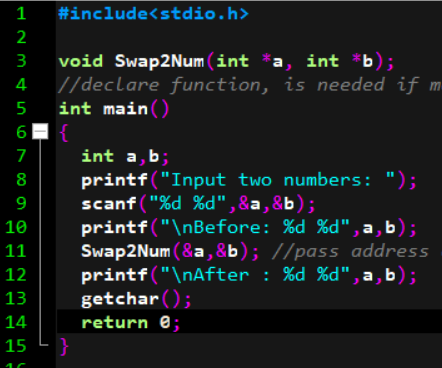 1 #include<stdio.h>
2
3 void Swap2Num(int *a, int *b);
4 //declare function, is needed if m
5 int main()
6 {
7 int a,b;
8 printf("Input two numbers: ");
9 scanf("%d %d",&a,&b);
10 printf("\nBefore: %d %d",a,b);
11 Swap2Num(&a,&b); //pass address
12 printf("\nAfter : %d %d",a,b);
13 getchar();
14 return 0;
15 }
16